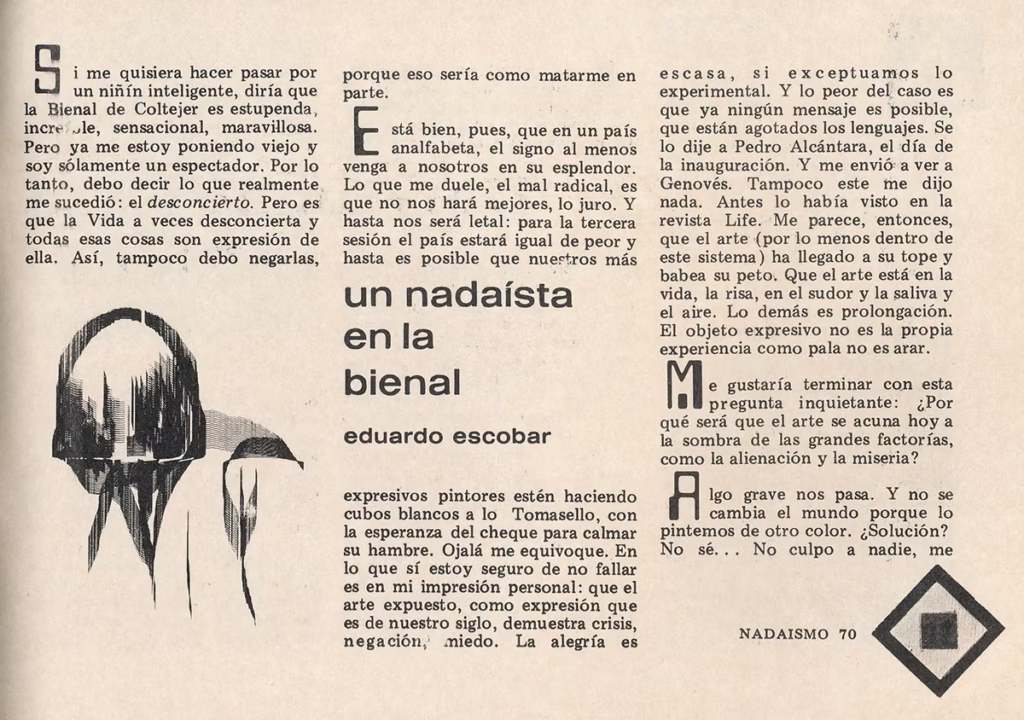 Si me quisiera hacer pasar por
un niñín inteligente, diría que
la Bienal de Coltejer es estupenda,
sensacional, maravillosa.
Pero ya me estoy poniendo viejo y
soy sólamente un espectador. Por lo
tanto, debo decir lo que realmente
me sucedió: el desconcierto. Pero es
que la Vida a veces desconcierta y
todas esas cosas son expresión de
ella. Así, tampoco debo negarlas,
porque eso sería como matarme en
parte.
Está bien, pues, que en un país
analfabeta, el signo al menos
venga a nosotros en su esplendor.
Lo que me duele, el mal radical, es
que no nos hará mejores, lo juro. Y
hasta nos será letal: para la tercera
sesión el país estará igual de peor y
hasta es posible que nuestros más
un nadaísta
en la
bienal
eduardo escobar
expresivos pintores estén haciendo
cubos blancos a lo Tomasello, con
la esperanza del cheque para calmar
su hambre. Ojalá me equivoque. En
lo que sí estoy seguro de no fallar
es en mi impresión personal: que el
arte expuesto, como expresión que
es de nuestro siglo, demuestra crisis,
negación, miedo. La alegría es
escasa, si exceptuamos lo
experimental. Y lo peor del caso es
que ya ningún mensaje es posible,
que están agotados los lenguajes. Se
lo dije a Pedro Alcántara, el día de
la inauguración. Y me envió a ver a
Genovés. Tampoco este me dijo
nada. Antes lo había visto en la
revista Life. Me parece, entonces,
que el arte (por lo menos dentro de
este sistema) ha llegado a su tope y
babea su peto. Que el arte está en la
vida, la risa, en el sudor y la saliva y
el aire. Lo demás es prolongación.
El objeto expresivo no es la propia
experiencia como pala no es arar.
Me gustaría terminar con esta
pregunta inquietante: ¿Por
qué será que el arte se acuna hoy a
la sombra de las grandes factorías,
como la alienación y la miseria?
Algo grave nos pasa. Y no se
cambia el mundo porque lo
pintemos de otro color. ¿Solución?
No sé... No culpo a nadie, me
NADAISMO 70